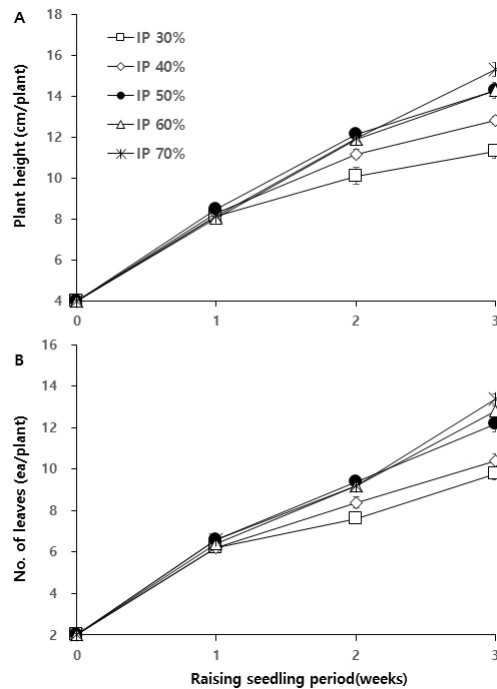 A
18
16
14
12
10
8
6
4
Plant height (cm/plant)
IP 30%
IP 40%
IP 50%
IP 60%
IP 70%
0 1 2 3
B
16
14
12
10
8
6
4
2
No. of leaves (ea/plant)
0 1 2 3
Raising seedling period(weeks)